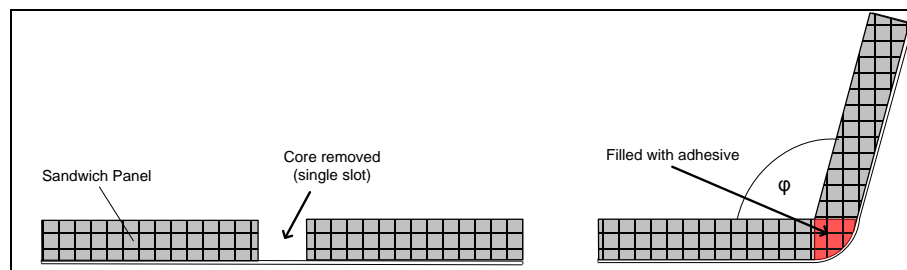 Core removed
(single slot)
Sandwich Panel
Filled with adhesive
φ